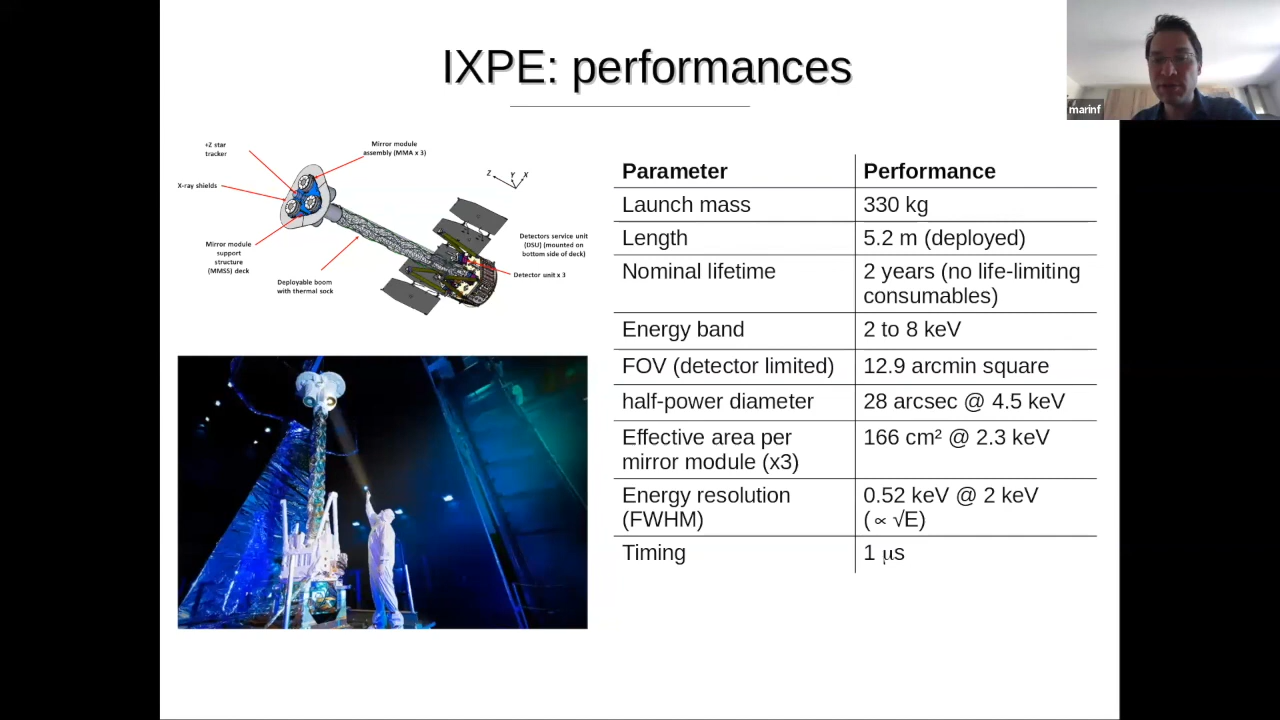 IXPE: performances
marinf
+Z star
tracker
Mirror module
assembly (MMA x 3)
X-ray shields
Z
Y
X
Mirror module
support
structure
(MMSS) deck
Deployable boom
with thermal sock
Detectors service unit
(DSU) (mounted on
bottom side of deck)
Detector unit x 3
Parameter Performance
Launch mass 330 kg
Length 5.2 m (deployed)
Nominal lifetime 2 years (no life-limiting
consumables)
Energy band 2 to 8 keV
FOV (detector limited) 12.9 arcmin square
half-power diameter 28 arcsec @ 4.5 keV
Effective area per 166 cm² @ 2.3 keV
mirror module (x3)
Energy resolution 0.52 keV @ 2 keV
(FWHM) (∝ √E)
Timing 1 μs